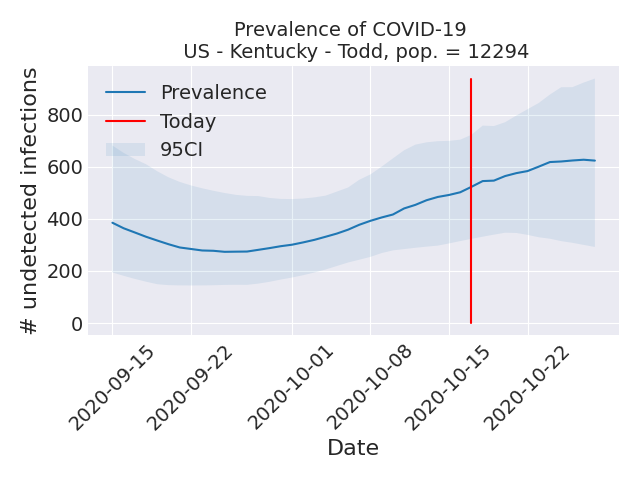 Prevalence of COVID-19
US - Kentucky - Todd, pop. = 12294
# undetected infections
800
600
400
200
0
Prevalence
Today
95CI
2020-09-15
2020-09-22
2020-10-01
2020-10-08
2020-10-15
2020-10-22
Date